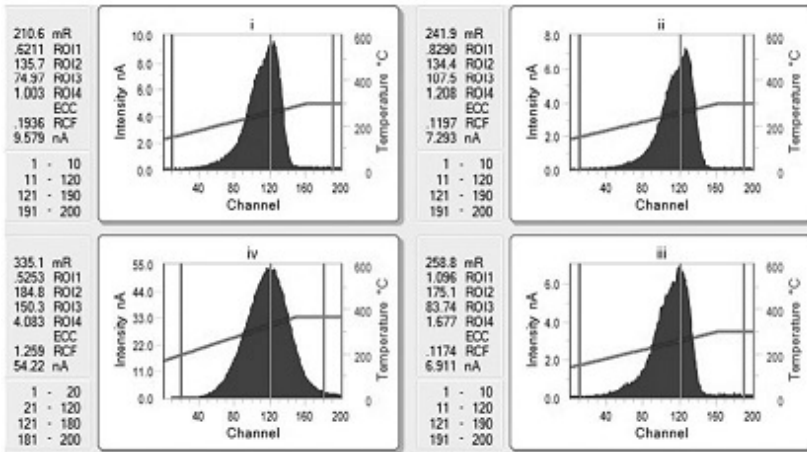 i
210.6 mR
.6211 ROI1
135.7 ROI2
74.97 ROI3
1.003 ROI4
ECC
.1936 RCF
9.579 nA
1 - 10
11 - 120
121 - 190
191 - 200
Intensity nA
10.0
8.0
6.0
4.0
2.0
0.0
600
400
200
0
Temperature °C
40 80 120 160 200
Channel
ii
241.9 mR
.8290 ROI1
134.4 ROI2
107.5 ROI3
1.208 ROI4
ECC
.1197 RCF
7.293 nA
1 - 10
11 - 120
121 - 190
191 - 200
Intensity nA
8.0
6.0
4.0
2.0
0.0
600
400
200
0
Temperature °C
40 80 120 160 200
Channel
iv
335.1 mR
.5253 ROI1
184.8 ROI2
150.3 ROI3
4.083 ROI4
ECC
1.259 RCF
54.22 nA
1 - 20
21 - 120
121 - 180
181 - 200
Intensity nA
55.0
44.0
33.0
22.0
11.0
0.0
600
400
200
0
Temperature °C
40 80 120 160 200
Channel
iii
258.8 mR
1.096 ROI1
175.1 ROI2
83.74 ROI3
1.677 ROI4
ECC
.1174 RCF
6.911 nA
1 - 10
11 - 120
121 - 190
191 - 200
Intensity nA
6.0
4.0
2.0
0.0
600
400
200
0
Temperature °C
40 80 120 160 200
Channel